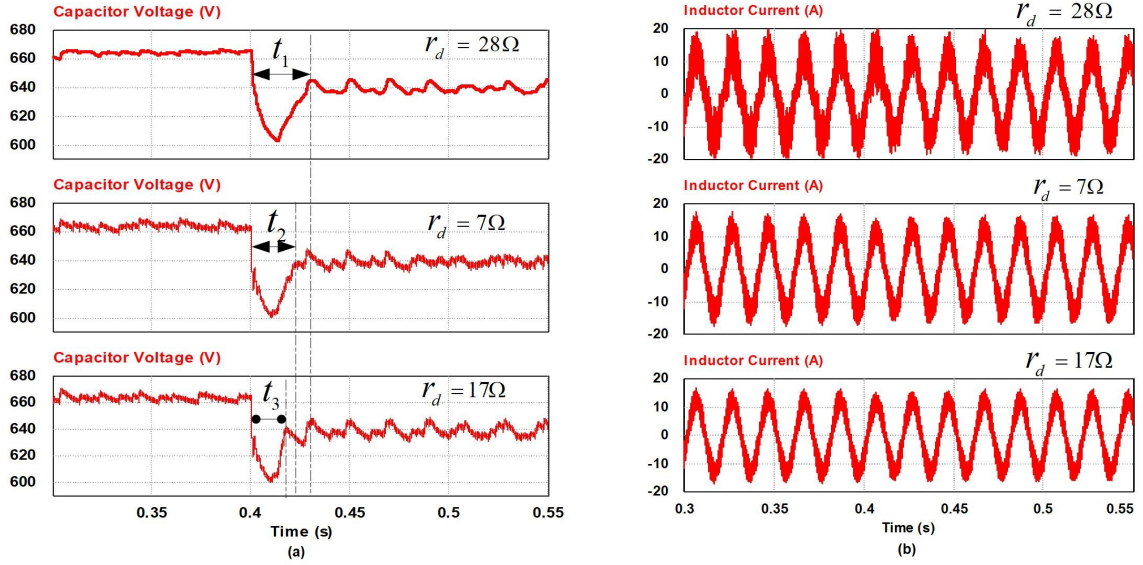 Capacitor Voltage (V)
680
660
640
620
600
t1
rd = 28Ω
Capacitor Voltage (V)
680
660
640
620
600
t2
rd = 7Ω
Capacitor Voltage (V)
680
660
640
620
600
t3
rd = 17Ω
0.35 0.4 0.45 0.5 0.55
Time (s)
(a)
Inductor Current (A)
rd = 28Ω
20
10
0
-10
-20
Inductor Current (A)
rd = 7Ω
20
10
0
-10
-20
Inductor Current (A)
rd = 17Ω
20
10
0
-10
-20
0.3 0.35 0.4 0.45 0.5 0.55
Time (s)
(b)